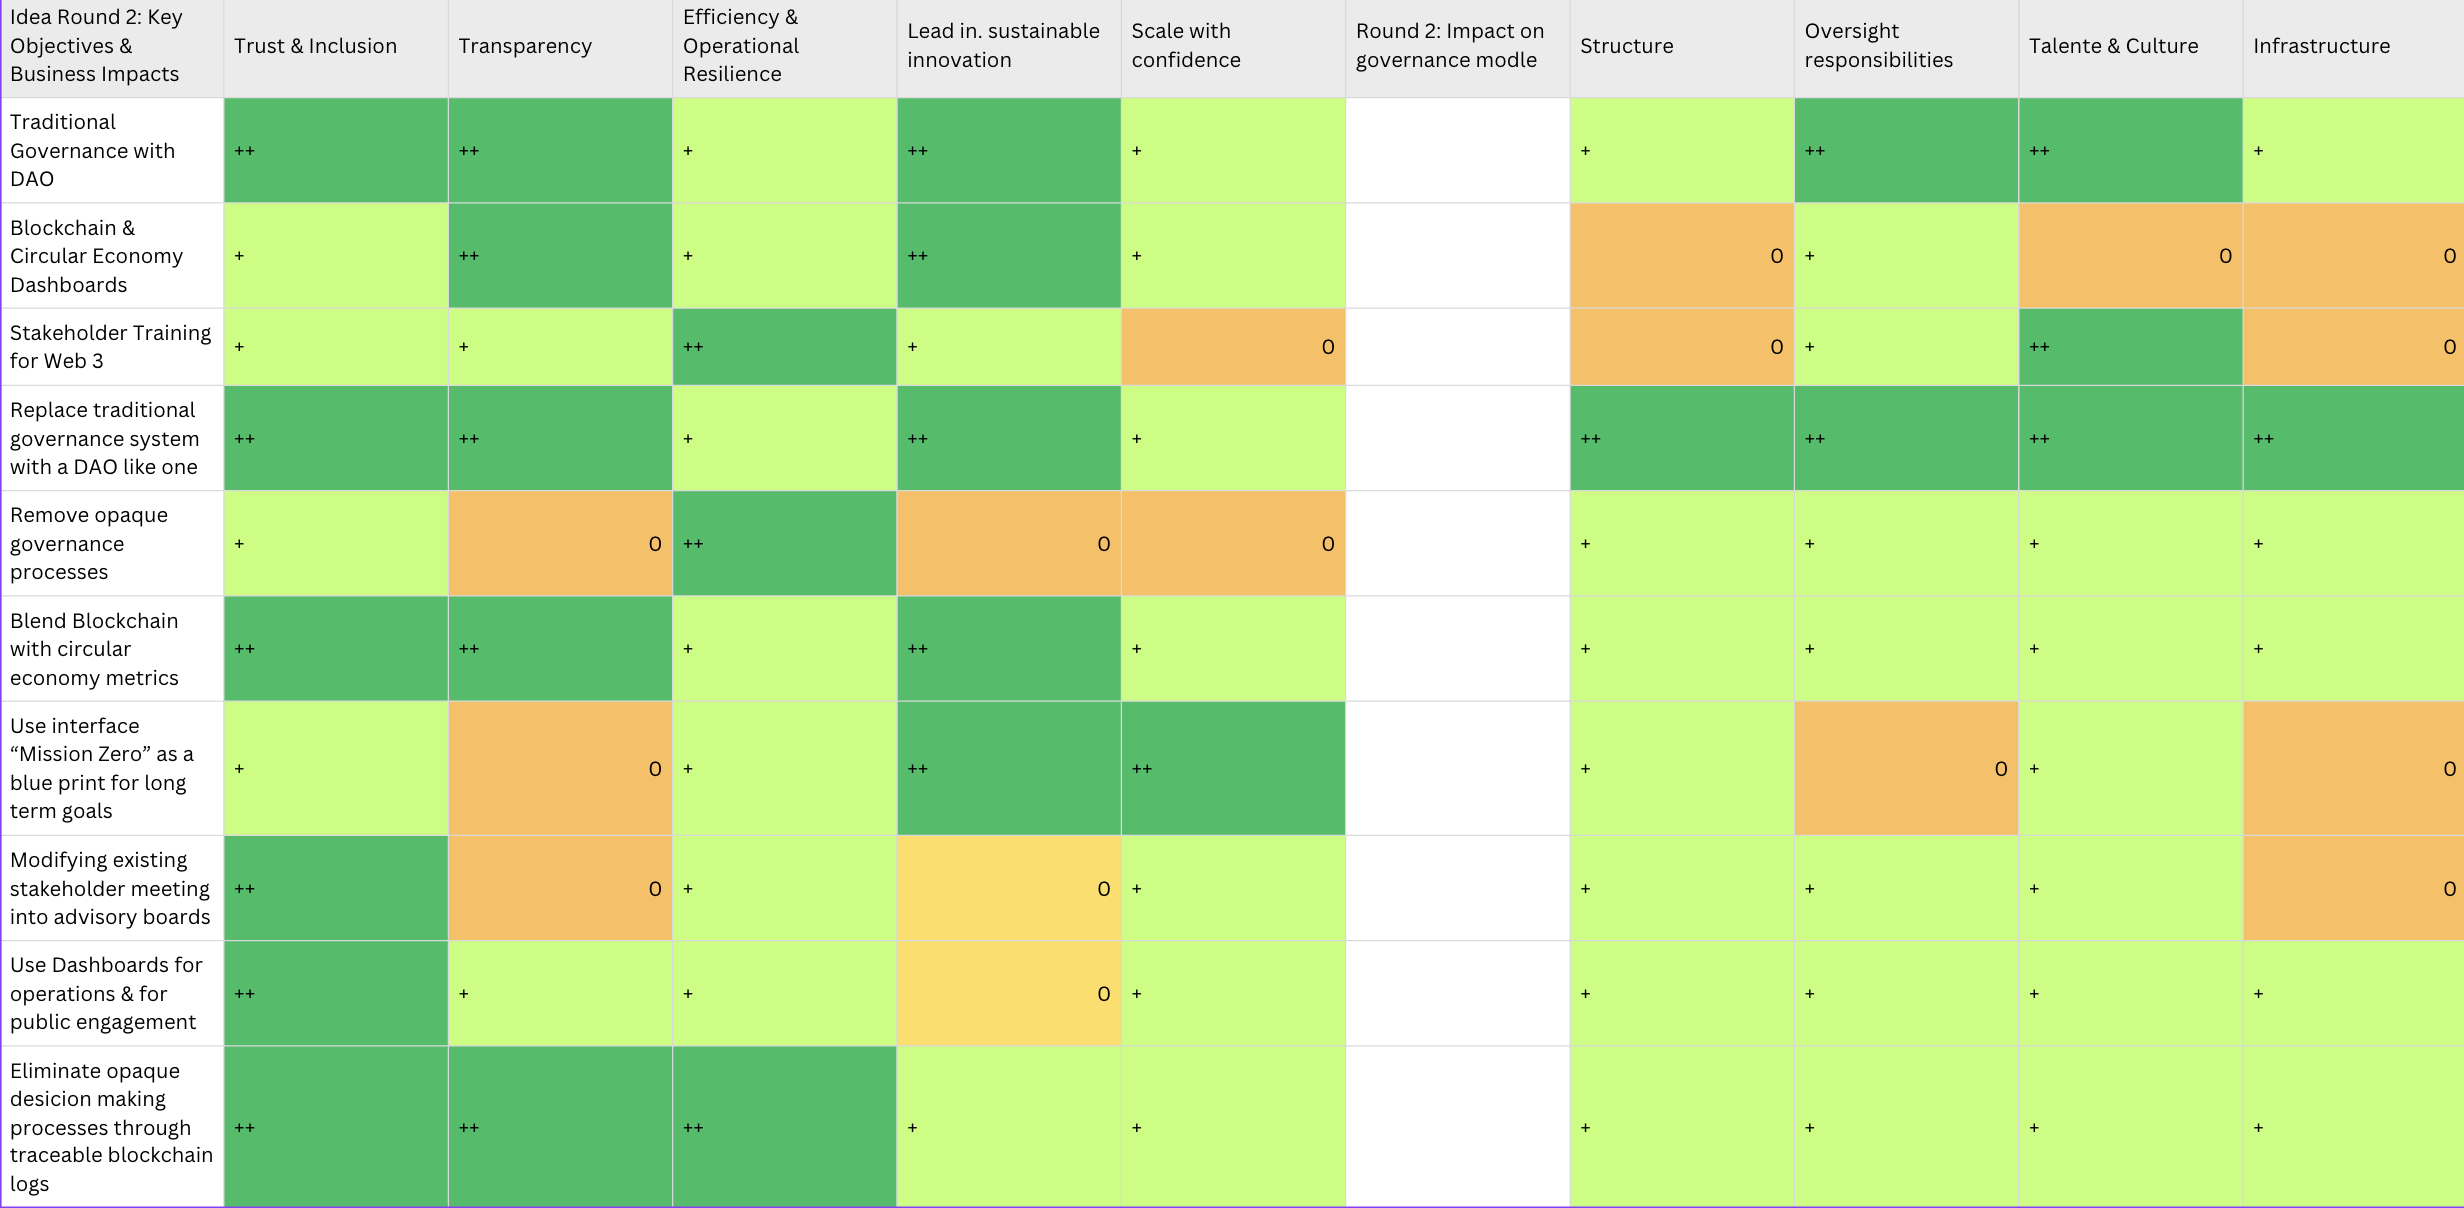 Idea Round 2: Key
Objectives &
Business Impacts
Trust & Inclusion
Transparency
Efficiency &
Operational
Resilience
Lead in. sustainable
innovation
Scale with
confidence
Round 2: Impact on
governance modle
Structure
Oversight
responsibilities
Talente & Culture
Infrastructure
Traditional
Governance with
DAO
++
++
+
++
+
+
++
++
+
Blockchain &
Circular Economy
Dashboards
+
++
+
++
+
0
+
0
0
Stakeholder Training
for Web 3
+
+
++
+
0
0
+
++
0
Replace traditional
governance system
with a DAO like one
++
++
+
++
+
++
++
++
++
Remove opaque
governance
processes
+
0
++
0
0
+
+
+
+
Blend Blockchain
with circular
economy metrics
++
++
+
++
+
+
+
+
+
Use interface
“Mission Zero” as a
blue print for long
term goals
+
0
+
++
++
+
0
+
0
Modifying existing
stakeholder meeting
into advisory boards
++
0
+
0
+
+
+
+
0
Use Dashboards for
operations & for
public engagement
++
+
+
0
+
+
+
+
+
Eliminate opaque
desicion making
processes through
traceable blockchain
logs
++
++
++
+
+
+
+
+
+